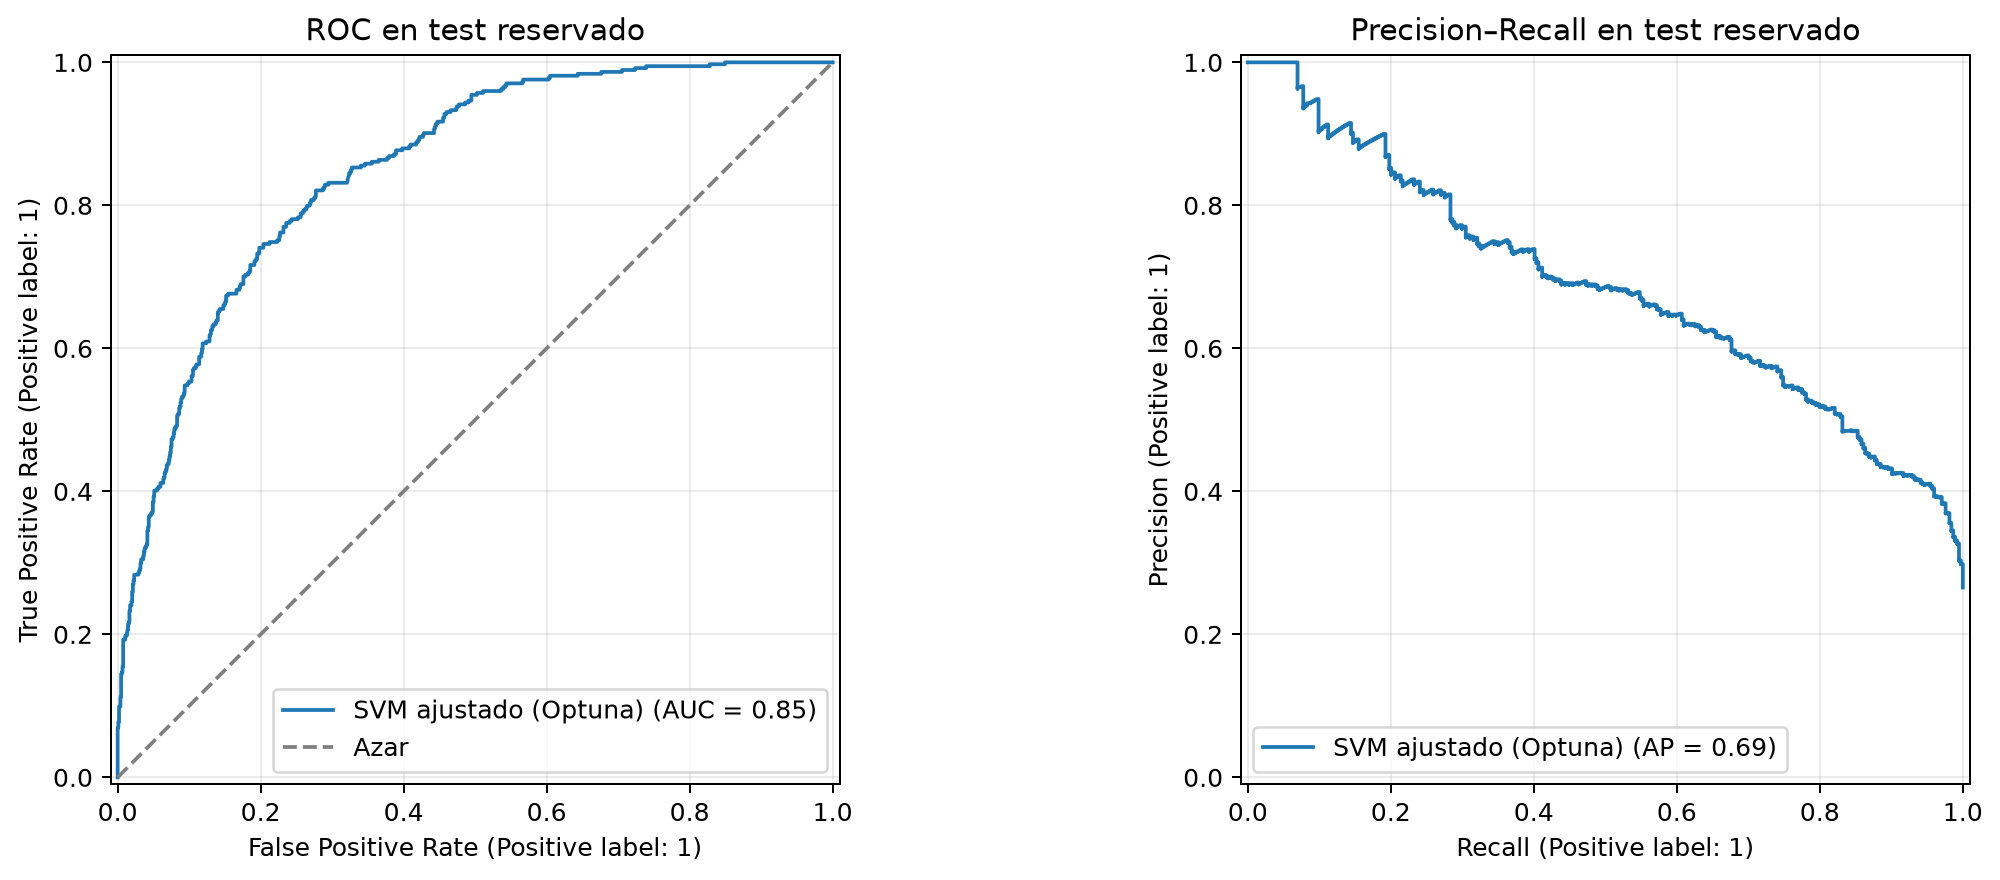 ROC en test reservado
True Positive Rate (Positive label: 1)
1.0
0.8
0.6
0.4
0.2
0.0
SVM ajustado (Optuna) (AUC = 0.85)
Azar
0.0 0.2 0.4 0.6 0.8 1.0
False Positive Rate (Positive label: 1)
Precision–Recall en test reservado
Precision (Positive label: 1)
1.0
0.8
0.6
0.4
0.2
0.0
SVM ajustado (Optuna) (AP = 0.69)
0.0 0.2 0.4 0.6 0.8 1.0
Recall (Positive label: 1)